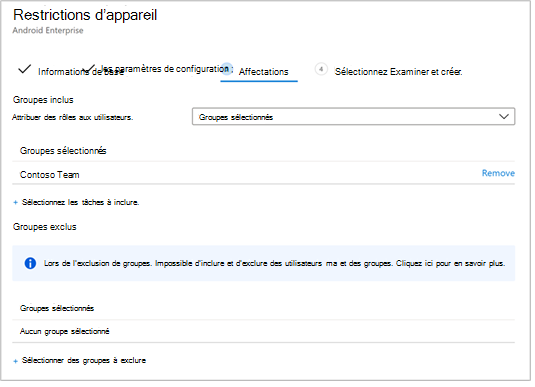 Restrictions d'appareil
Android Enterprise
Informations de base
les paramètres de configuration :
Affectations
4 Sélectionnez Examiner et créer.
Groupes inclus
Attribuer des rôles aux utilisateurs.
Groupes sélectionnés
Groupes sélectionnés
Contoso Team Remove
+ Sélectionnez les tâches à inclure.
Groupes exclus
Lors de l'exclusion de groupes. Impossible d'inclure et d'exclure des utilisateurs ma et des groupes. Cliquez ici pour en savoir plus.
Groupes sélectionnés
Aucun groupe sélectionné
+ Sélectionner des groupes à exclure